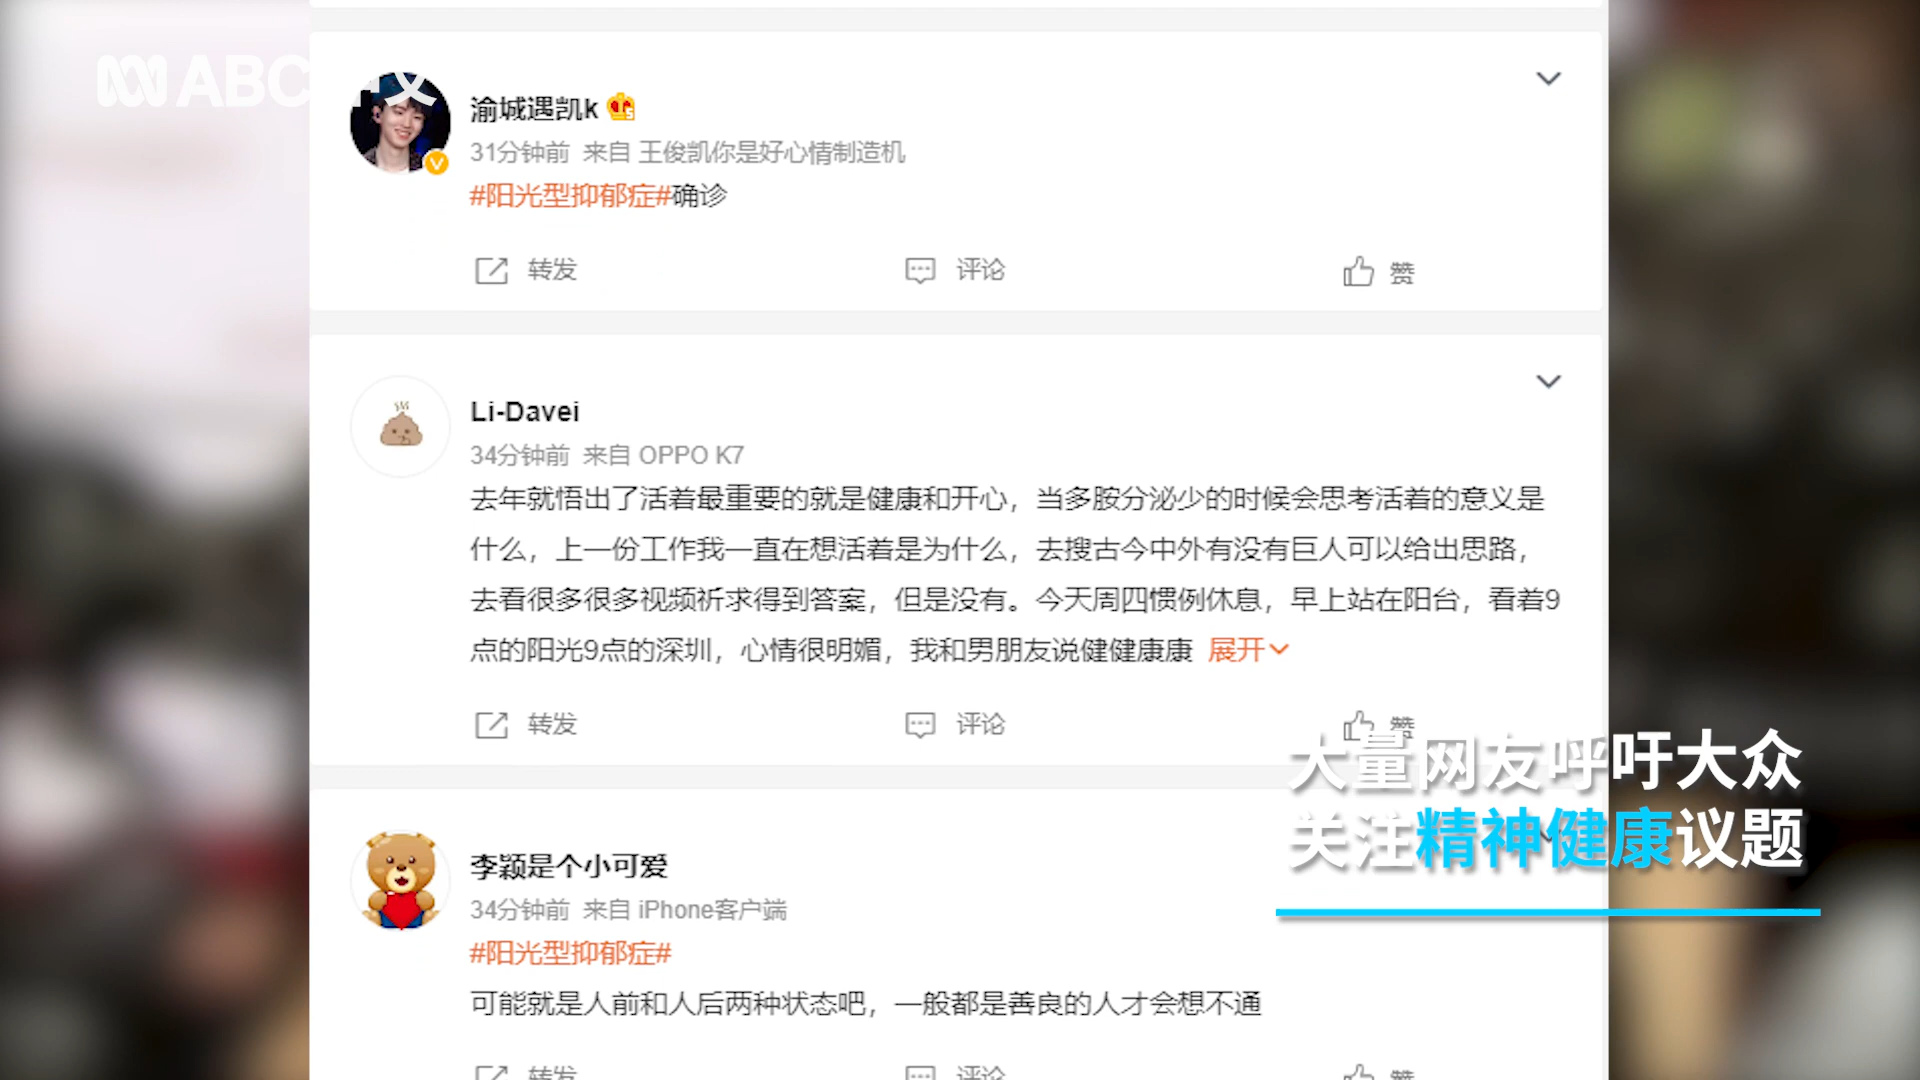 ABC中文
渝城遇凯k
31分钟前 来自 王俊凯你是好心情制造机
#阳光型抑郁症#确诊
转发 评论 赞
Li-Davei
34分钟前 来自 OPPO K7
去年就悟出了活着最重要的就是健康和开心，当多胺分泌少的时候会思考活着的意义是
什么，上一份工作我一直在想活着是为什么，去搜古今中外有没有巨人可以给出思路，
去看很多很多视频祈求得到答案，但是没有。今天周四惯例休息，早上站在阳台，看着9
点的阳光9点的深圳，心情很明媚，我和男朋友说健健康康 展开
转发 评论 赞
大量网友呼吁大众
关注精神健康议题
李颖是个小可爱
34分钟前 来自 iPhone客户端
#阳光型抑郁症#
可能就是人前和人后两种状态吧，一般都是善良的人才会想不通
转发 评论 赞